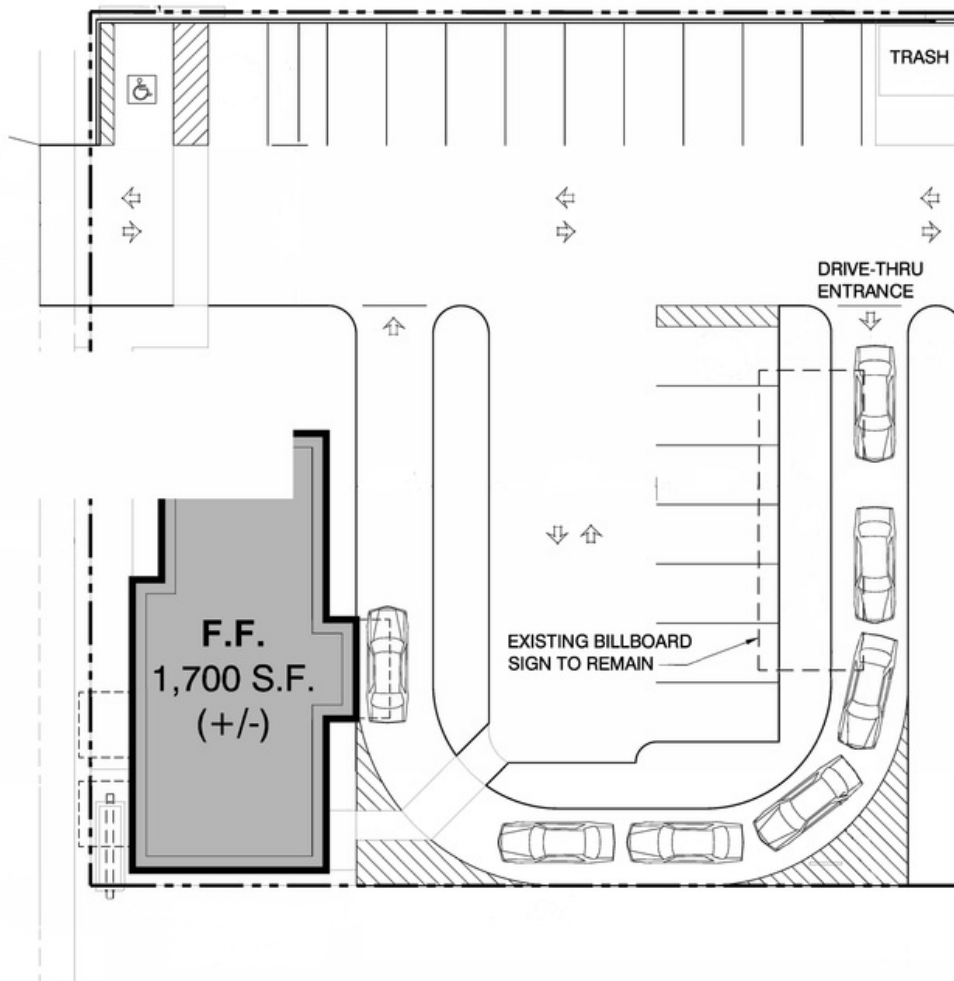 TRASH
DRIVE-THRU
ENTRANCE
F.F.
1,700 S.F.
(+/-)
EXISTING BILLBOARD
SIGN TO REMAIN